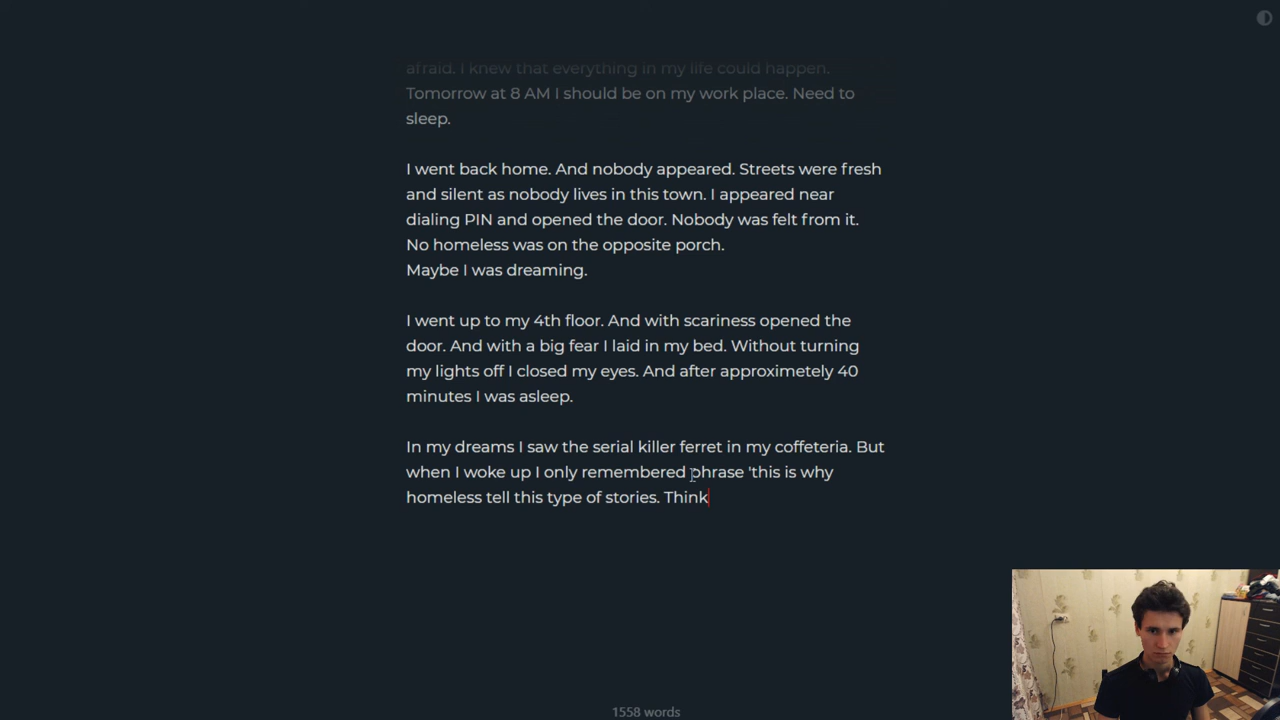 afraid. I knew that everything in my life could happen.
Tomorrow at 8 AM I should be on my work place. Need to
sleep.
I went back home. And nobody appeared. Streets were fresh
and silent as nobody lives in this town. I appeared near
dialing PIN and opened the door. Nobody was felt from it.
No homeless was on the opposite porch.
Maybe I was dreaming.
I went up to my 4th floor. And with scariness opened the
door. And with a big fear I laid in my bed. Without turning
my lights off I closed my eyes. And after approximetely 40
minutes I was asleep.
In my dreams I saw the serial killer ferret in my coffeteria. But
when I woke up I only remembered phrase 'this is why
homeless tell this type of stories. Think
1558 words